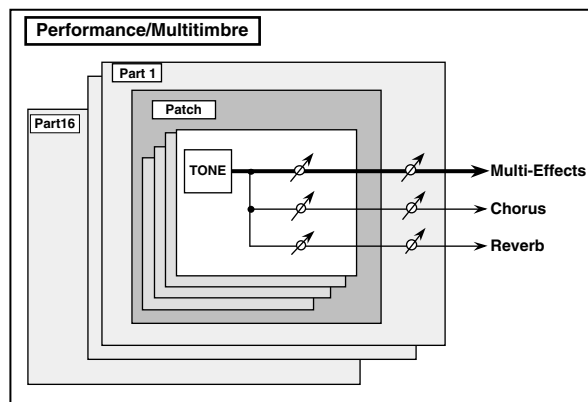 Performance/Multitimbre
Part 1
Patch
Part16
TONE
Multi-Effects
Chorus
Reverb